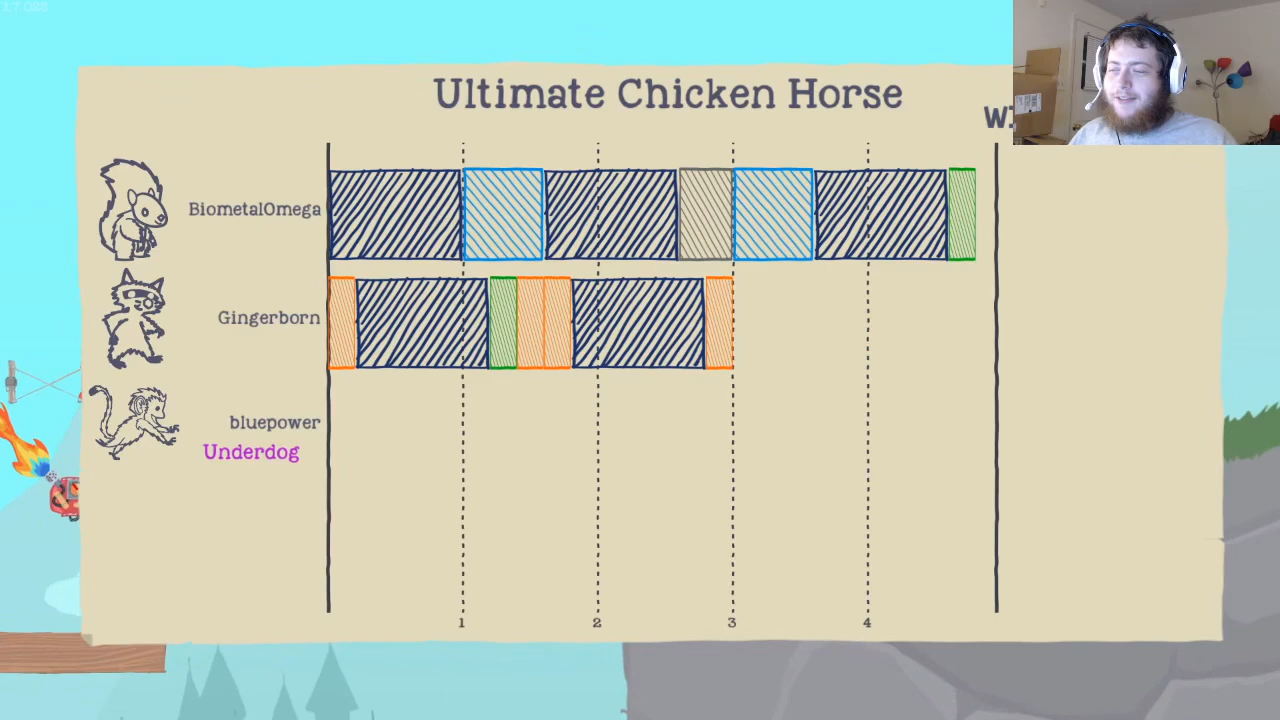 Ultimate Chicken Horse
BiometalOmega
Gingerborn
bluepower
Underdog
1 2 3 4